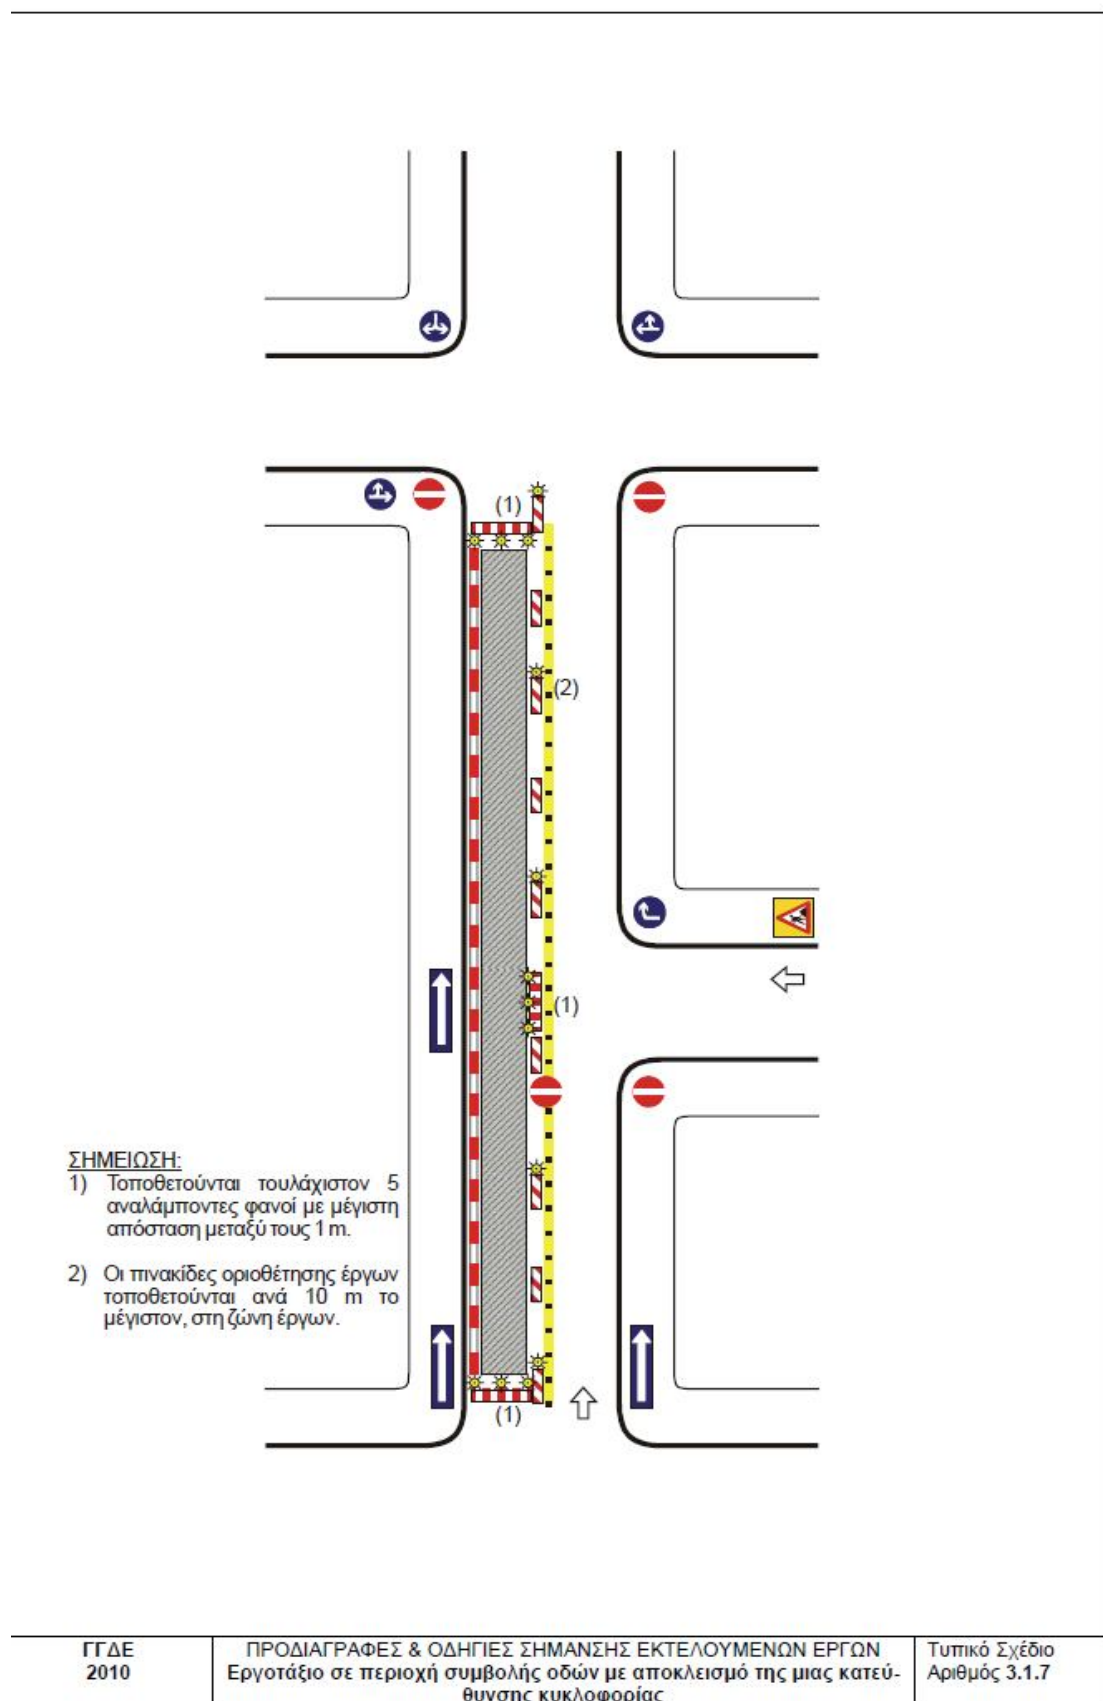 (1)
(2)
(1)
ΣΗΜΕΙΩΣΗ:
1) Τοποθετούνται τουλάχιστον 5
αναλάμποντες φανοί με μέγιστη
απόσταση μεταξύ τους 1 m.
2) Οι πινακίδες οριοθέτησης έργων
τοποθετούνται ανά 10 m το
μέγιστον, στη ζώνη έργων.
(1)
ΓΓΔΕ
2010
ΠΡΟΔΙΑΓΡΑΦΕΣ & ΟΔΗΓΙΕΣ ΣΗΜΑΝΣΗΣ ΕΚΤΕΛΟΥΜΕΝΩΝ ΕΡΓΩΝ
Εργοτάξιο σε περιοχή συμβολής οδών με αποκλεισμό της μιας κατεύ-
θυνσης κυκλοφορίας
Τυπικό Σχέδιο
Αριθμός 3.1.7